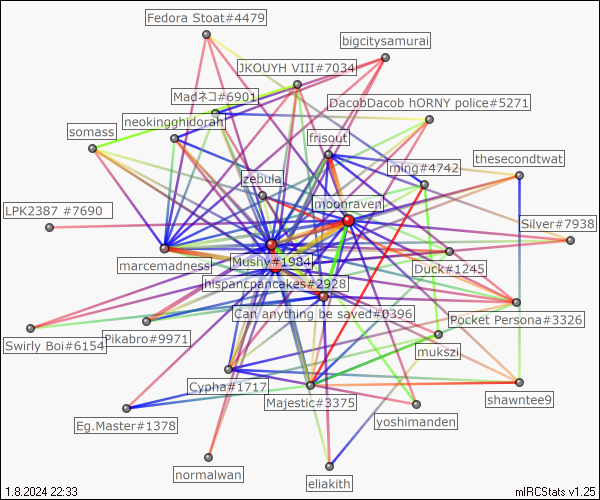 Fedora Stoat#4479
bigcitysamurai
JKOUYH VIII#7034
Madネコ#6901
DacobDacob hORNY police#5271
neokingghidorah
somass
frisout
thesecondtwat
ming#4742
zebula
moonraven
LPK2387 #7690
Silver#7938
marcemadness
Mushy#1984
Duck#1245
hispancpancakes#2928
Can anything be saved#0396
Pocket Persona#3326
Swirly Boi#6154
Pikabro#9971
mukszi
Cypha#1717
Majestic#3375
shawntee9
yoshimanden
Eg.Master#1378
normalwan
eliakith
1.8.2024 22:33
mIRCStats v1.25